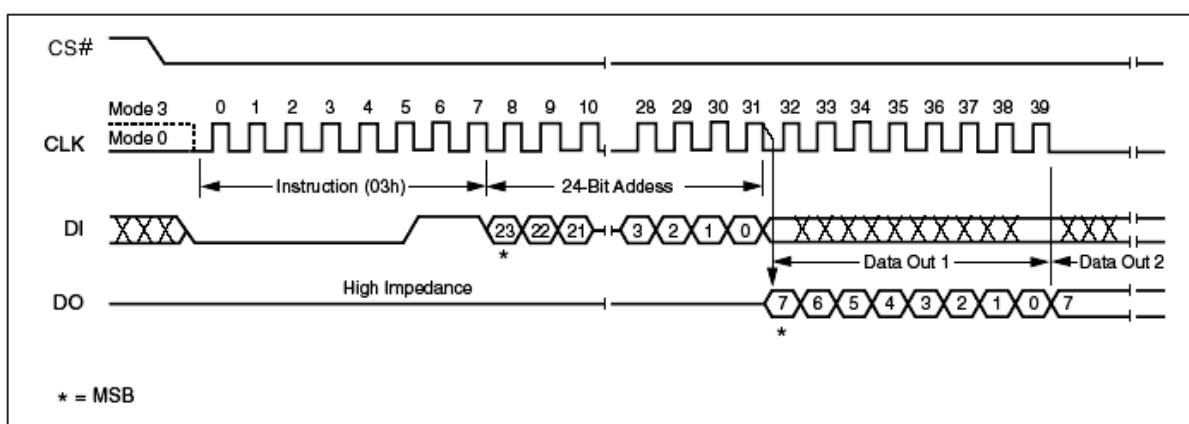 CS#
Mode 3 0 1 2 3 4 5 6 7 8 9 10 28 29 30 31 32 33 34 35 36 37 38 39
CLK Mode 0
Instruction (03h) 24-Bit Addess
DI 23 22 21 3 2 1 0
* Data Out 1 Data Out 2
High Impedance
DO 7 6 5 4 3 2 1 0 7
*
* = MSB